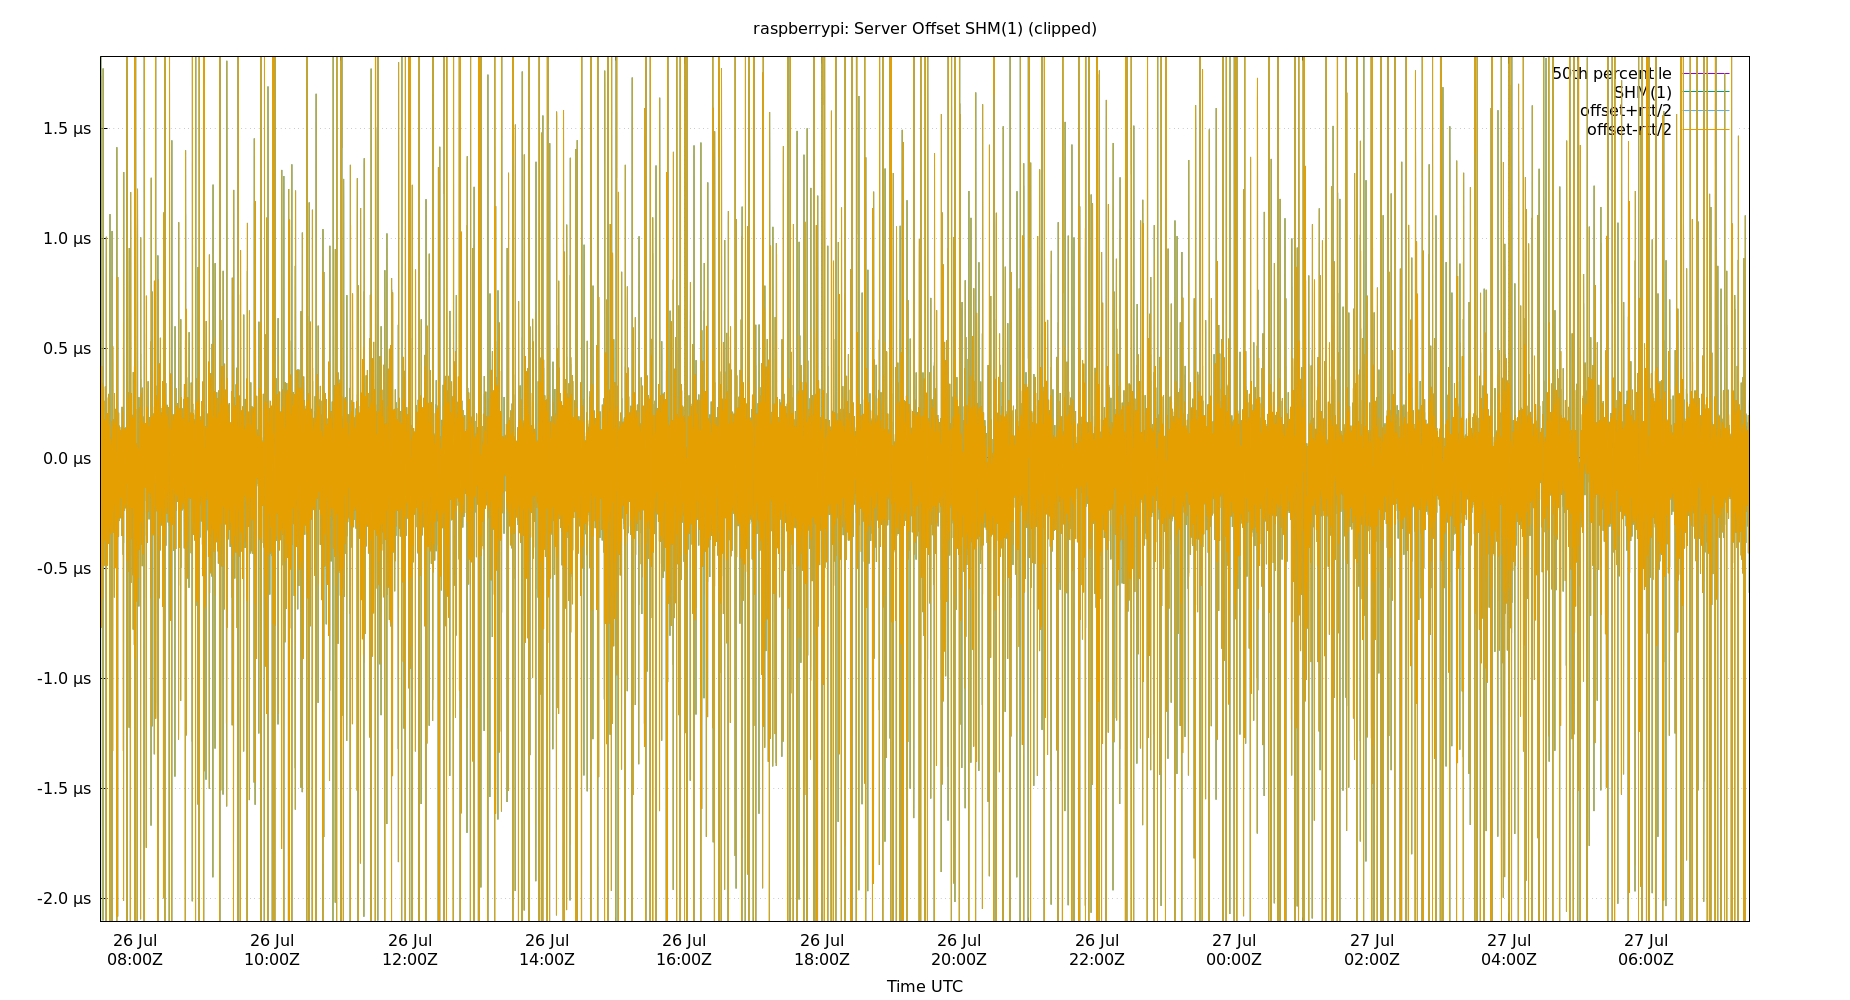 raspberrypi: Server Offset SHM(1) (clipped)
50th percentile
SHM(1)
offset+rtt/2
offset-rtt/2
1.5 µs
1.0 µs
0.5 µs
0.0 µs
-0.5 µs
-1.0 µs
-1.5 µs
-2.0 µs
26 Jul 26 Jul 26 Jul 26 Jul 26 Jul 26 Jul 26 Jul 26 Jul 27 Jul 27 Jul 27 Jul 27 Jul
08:00Z 10:00Z 12:00Z 14:00Z 16:00Z 18:00Z 20:00Z 22:00Z 00:00Z 02:00Z 04:00Z 06:00Z
Time UTC